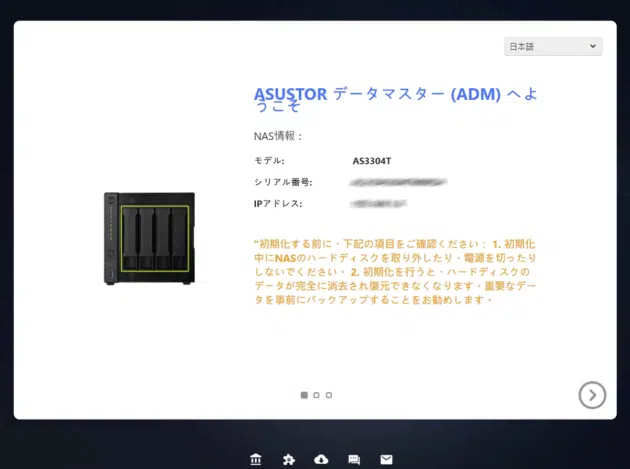 日本語
ASUSTOR データマスター (ADM) へよ
うこそ
NAS情報：
モデル: AS3304T
シリアル番号:
IPアドレス:
"初期化する前に、下記の項目をご確認ください： 1. 初期化
中にNASのハードディスクを取り外したり、電源を切ったり
しないでください。 2. 初期化を行うと、ハードディスクの
データが完全に消去され復元できなくなります。重要なデー
タを事前にバックアップすることをお勧めします。